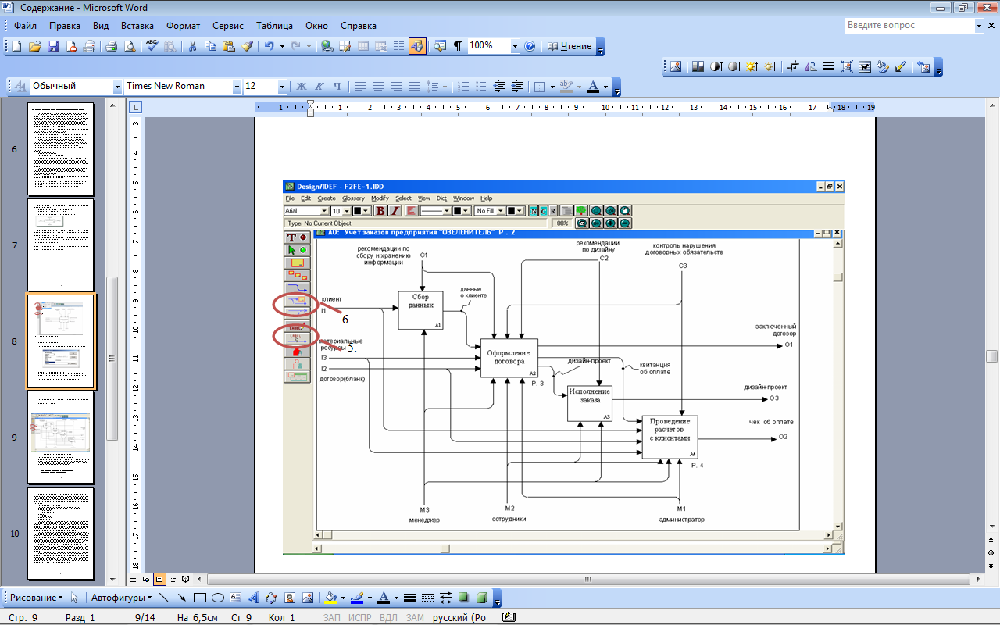 Содержание - Microsoft Word
Файл Правка Вид Вставка Формат Сервис Таблица Окно Справка
Введите вопрос
100%
Чтение
Обычный
Times New Roman
12
Ж К Ч
6
7
8
9
10
Design/IDEF - F2FE-1.IDD
File Edit Create Glossary Modify Select View Dict Window Help
Arial
10
B I
No Fill
N C R
Type: No Current Object
88%
A0: Учет заказов предприятия "ОЗЕЛЕНИТЕЛЬ" Р . 2
рекомендации по
сбору и хранению
информации
C1
рекомендации
по дизайну
C2
контроль нарушения
договорных обязательств
C3
клиент
I1
6.
LABEL
LABEL
5.
материальные
ресурсы
I3
I2
договор(бланк)
Сбор
данных
A1
данные
о клиенте
Оформление
договора
A2
Р. 3
дизайн-проект
квитанция
об оплате
Исполнение
заказа
A3
Проведение
расчетов
с клиентами
A4
Р. 4
заключенный
договор
O1
дизайн-проект
O3
чек об оплате
O2
M3
менеджер
M2
сотрудники
M1
администратор
Рисование
Автофигуры
Стр. 9 Разд 1 9/14 На 6,5см Ст 9 Кол 1 ЗАП ИСПР ВДЛ ЗАМ русский (Ро